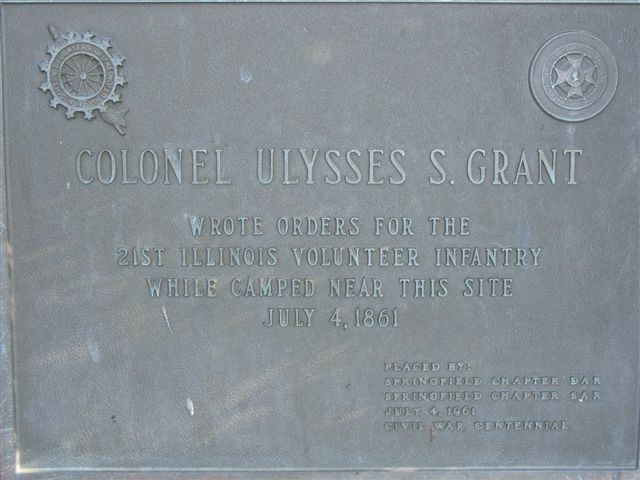 COLONEL ULYSSES S. GRANT
WROTE ORDERS FOR THE
21ST ILLINOIS VOLUNTEER INFANTRY
WHILE CAMPED NEAR THIS SITE
JULY 4, 1861
PLACED BY:
SPRINGFIELD CHAPTER DAR
SPRINGFIELD CHAPTER SAR
JULY 4, 1961
CIVIL WAR CENTENNIAL